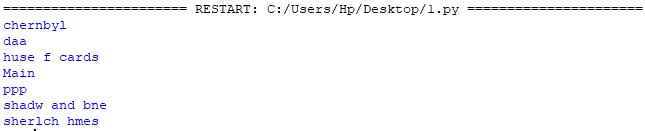 ======================== RESTART: C:/Users/Hp/Desktop/1.py ======================
chernbyl
daa
huse f cards
Main
ppp
shadw and bne
sherlch hmes